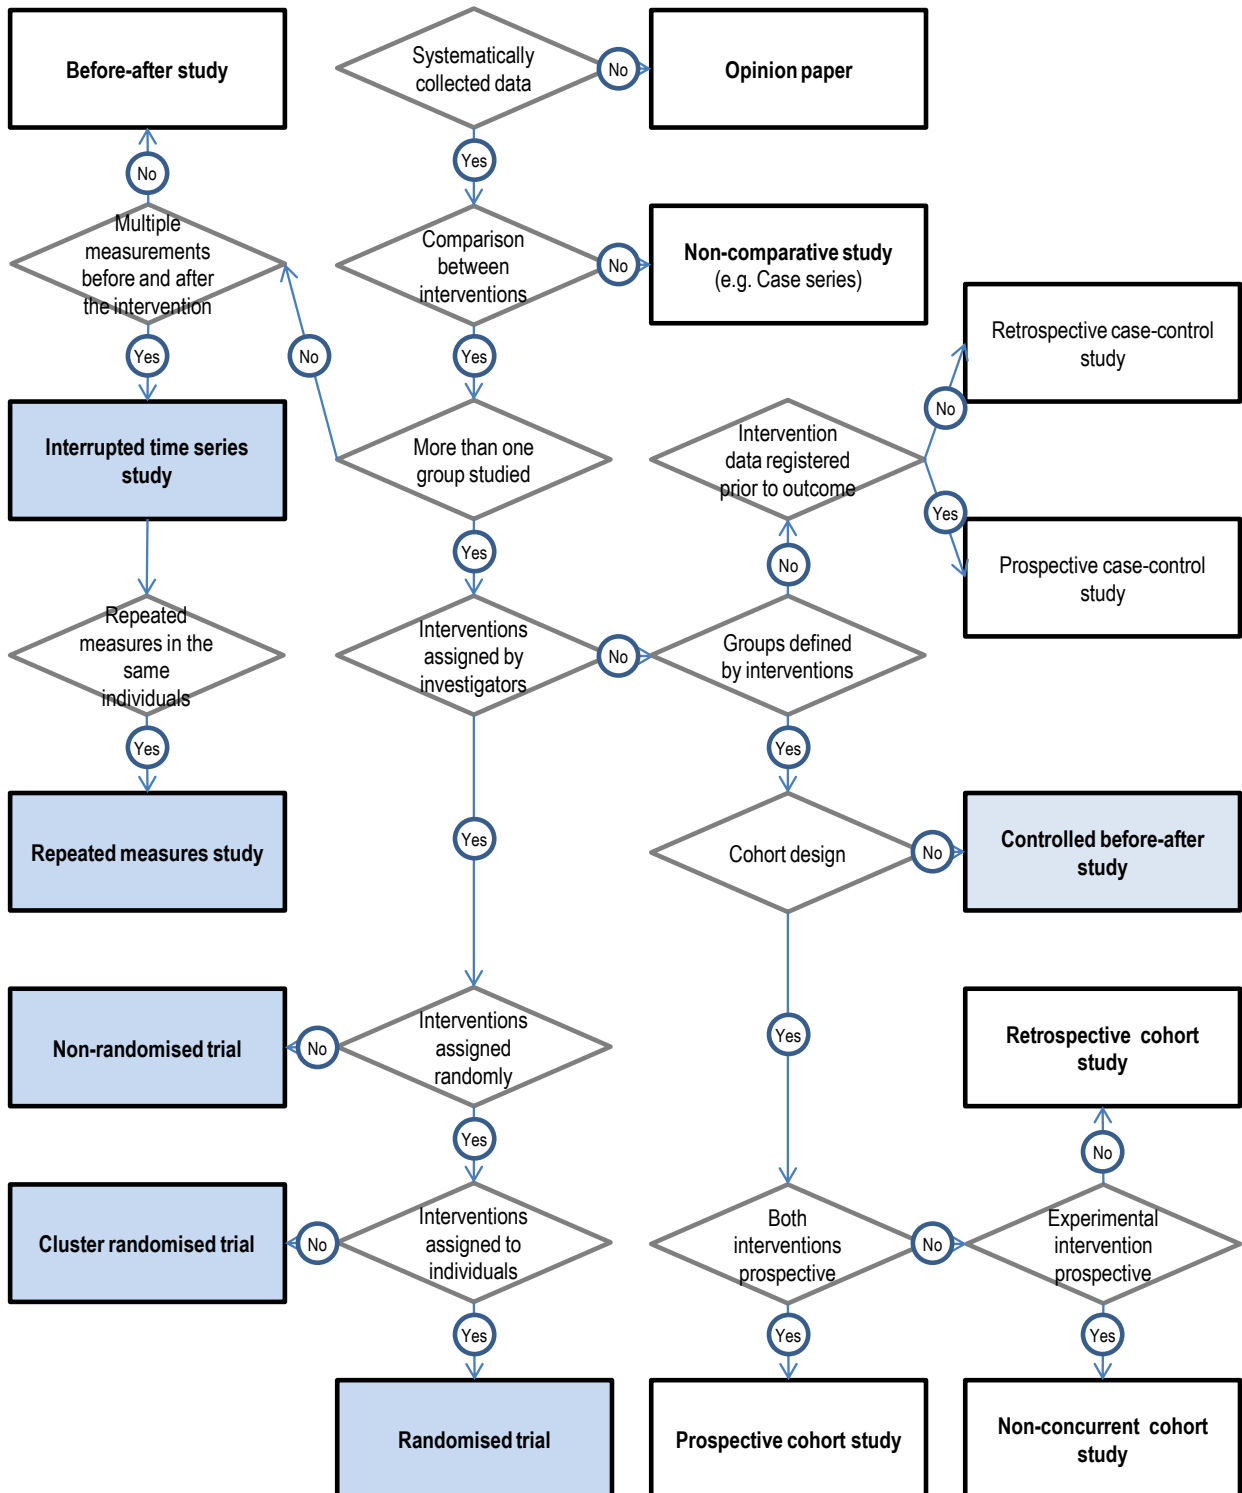 Before-after study
Systematically
collected data
No
Opinion paper
Yes
No
Multiple
measurements
before and after
the intervention
Comparison
between
interventions
No
Non-comparative study
(e.g. Case series)
Yes
No
Yes
Retrospective case-control
study
No
Interrupted time series
study
More than one
group studied
Intervention
data registered
prior to outcome
Yes
Prospective case-control
study
Yes
No
Repeated
measures in the
same
individuals
Interventions
assigned by
investigators
No
Groups defined
by interventions
Yes
Yes
Repeated measures study
Yes
Cohort design
No
Controlled before-after
study
Non-randomised trial
No
Interventions
assigned
randomly
Yes
Retrospective cohort
study
Yes
No
Cluster randomised trial
No
Interventions
assigned to
individuals
Both
interventions
prospective
No
Experimental
intervention
prospective
Yes
Yes
Yes
Randomised trial
Prospective cohort study
Non-concurrent cohort
study